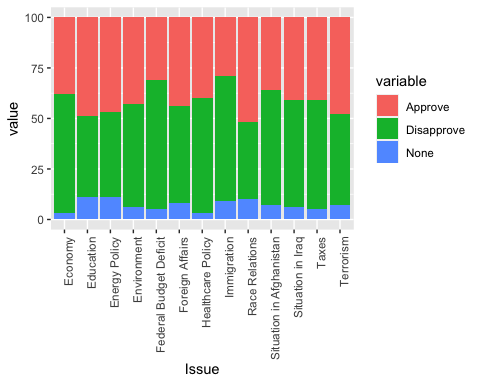 100
75
50
25
0
value
Economy
Education
Energy Policy
Environment
Federal Budget Deficit
Foreign Affairs
Healthcare Policy
Immigration
Race Relations
Situation in Afghanistan
Situation in Iraq
Taxes
Terrorism
Issue
variable
Approve
Disapprove
None